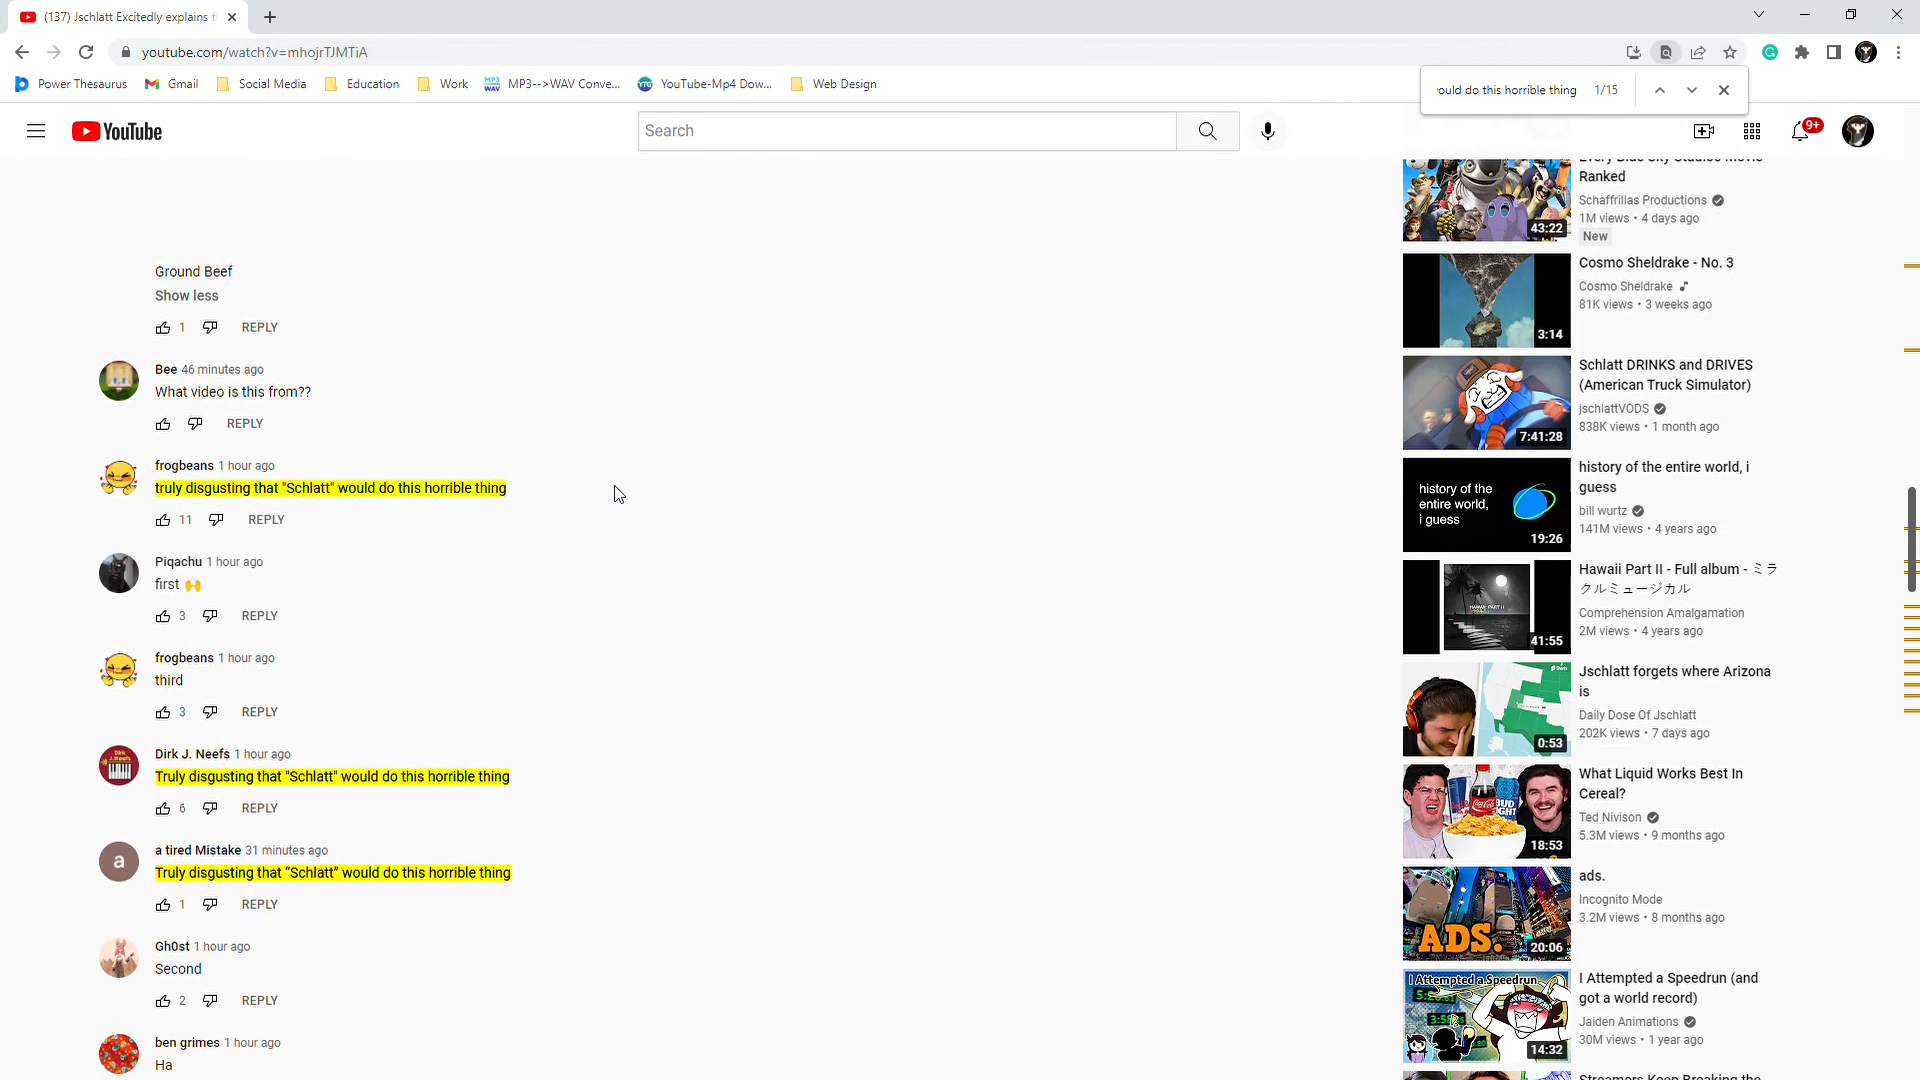 (137) Jschlatt Excitedly explains t
youtube.com/watch?v=mhojrTJMTiA
Power Thesaurus
Gmail
Social Media
Education
Work
MP3-->WAV Conve...
YouTube-Mp4 Dow...
Web Design
ould do this horrible thing 1/15
YouTube
Search
9+
Ground Beef
Show less
1 REPLY
Bee 46 minutes ago
What video is this from??
REPLY
frogbeans 1 hour ago
truly disgusting that "Schlatt" would do this horrible thing
11 REPLY
Piqachu 1 hour ago
first 🙌
3 REPLY
frogbeans 1 hour ago
third
3 REPLY
Dirk J. Neefs 1 hour ago
Truly disgusting that "Schlatt" would do this horrible thing
6 REPLY
a tired Mistake 31 minutes ago
Truly disgusting that “Schlatt” would do this horrible thing
1 REPLY
Gh0st 1 hour ago
Second
2 REPLY
ben grimes 1 hour ago
Ha
Every Blue Sky Studios Movie
Ranked
Schaffrillas Productions
1M views • 4 days ago
New
43:22
Cosmo Sheldrake - No. 3
Cosmo Sheldrake
81K views • 3 weeks ago
3:14
Schlatt DRINKS and DRIVES
(American Truck Simulator)
jschlattVODS
838K views • 1 month ago
7:41:28
history of the
entire world,
i guess
19:26
history of the entire world, i
guess
bill wurtz
141M views • 4 years ago
HAWAII: PART II
41:55
Hawaii Part II - Full album - ミラ
クルミュージカル
Comprehension Amalgamation
2M views • 4 years ago
0:53
Jschlatt forgets where Arizona
is
Daily Dose Of Jschlatt
202K views • 7 days ago
18:53
What Liquid Works Best In
Cereal?
Ted Nivison
5.3M views • 9 months ago
ADS.
20:06
ads.
Incognito Mode
3.2M views • 8 months ago
I Attempted a Speedrun
14:32
I Attempted a Speedrun (and
got a world record)
Jaiden Animations
30M views • 1 year ago
Streamers Keep Breaking the